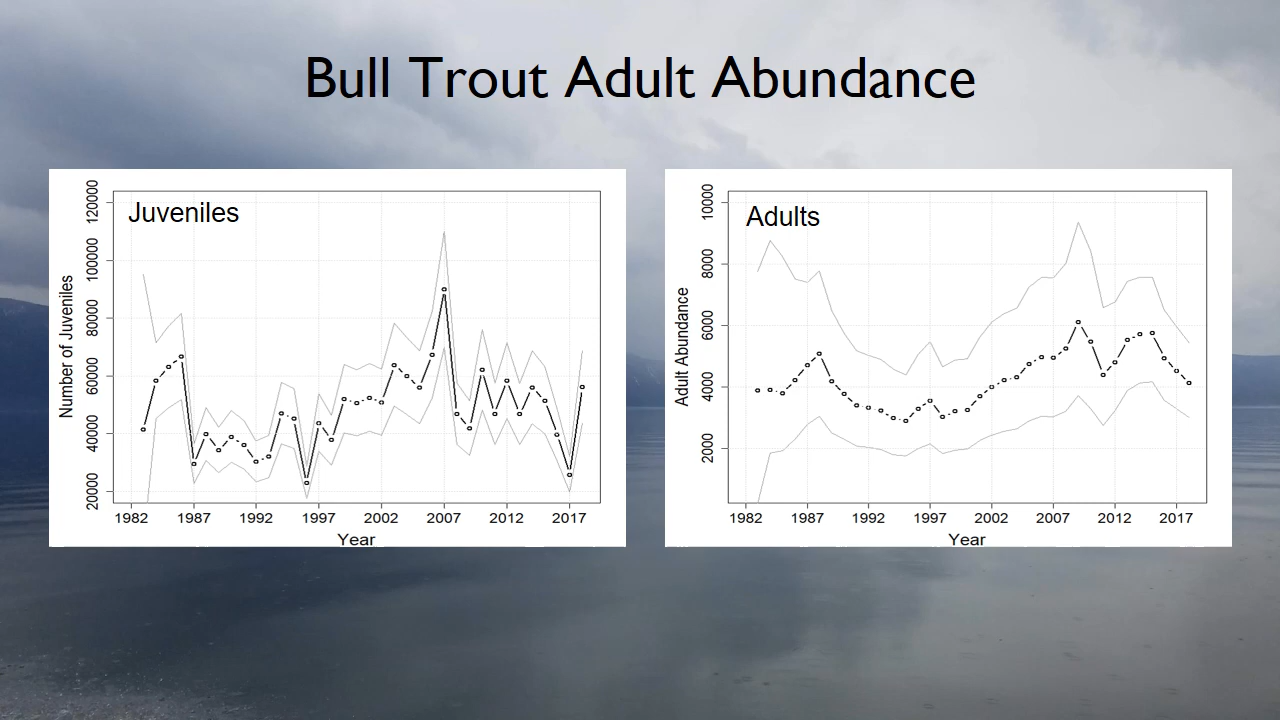 Bull Trout Adult Abundance
Juveniles
Number of Juveniles
120000
100000
80000
60000
40000
20000
1982 1987 1992 1997 2002 2007 2012 2017
Year
Adults
Adult Abundance
10000
8000
6000
4000
2000
1982 1987 1992 1997 2002 2007 2012 2017
Year